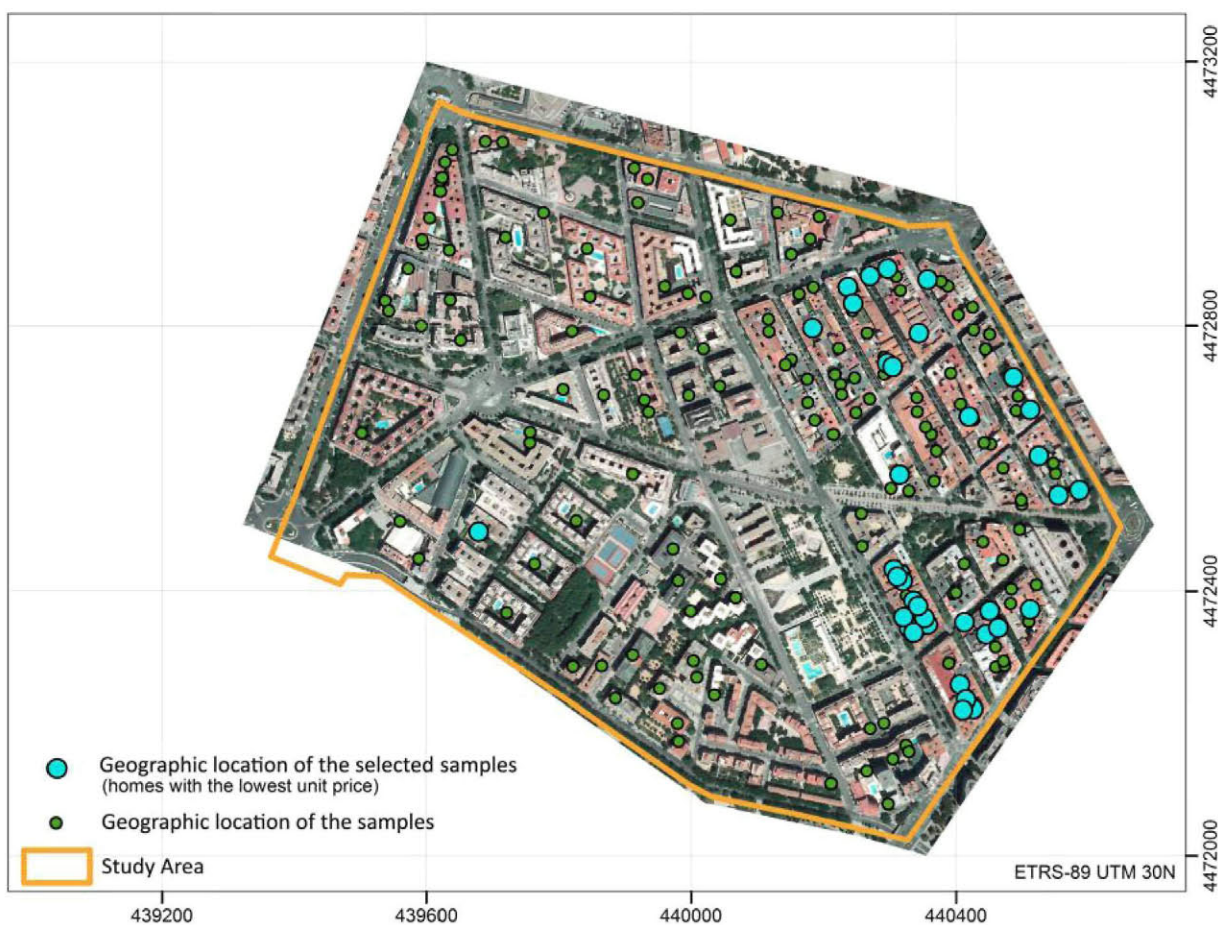 4473200
4472800
4472400
4472000
Geographic location of the selected samples
(homes with the lowest unit price)
Geographic location of the samples
Study Area
ETRS-89 UTM 30N
439200
439600
440000
440400